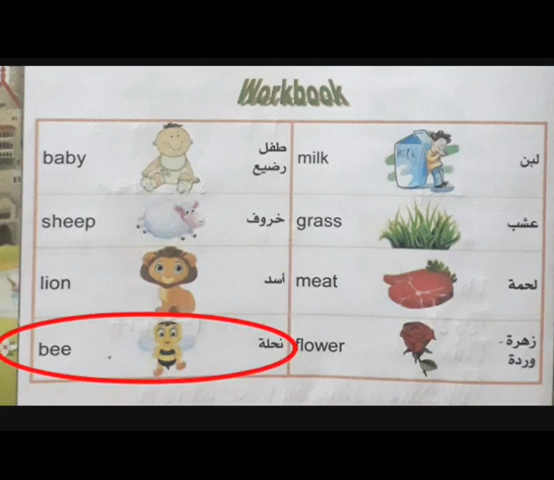 Workbook
baby طفل رضيع milk لبن
sheep خروف grass عشب
lion أسد meat لحمة
bee نحلة flower زهرة - وردة